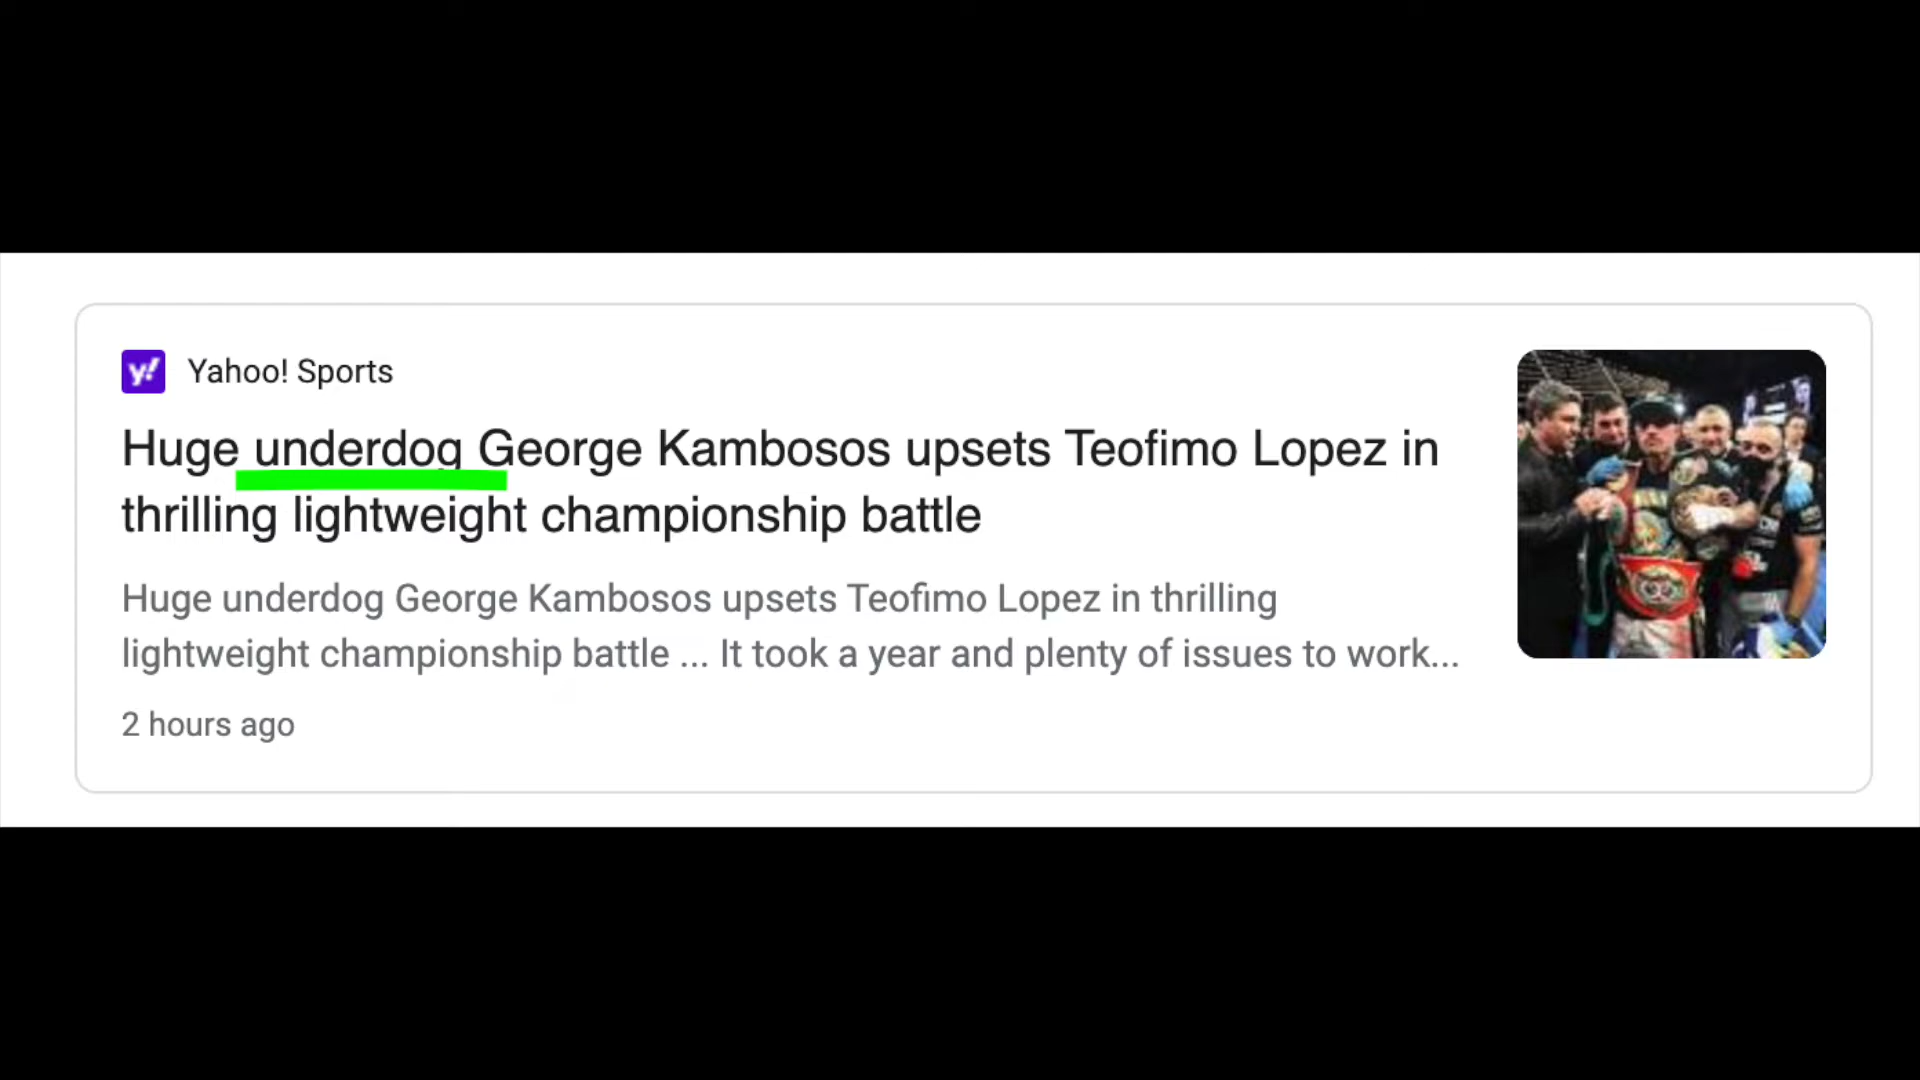 y!
Yahoo! Sports
Huge underdog George Kambosos upsets Teofimo Lopez in
thrilling lightweight championship battle
Huge underdog George Kambosos upsets Teofimo Lopez in thrilling
lightweight championship battle ... It took a year and plenty of issues to work...
2 hours ago